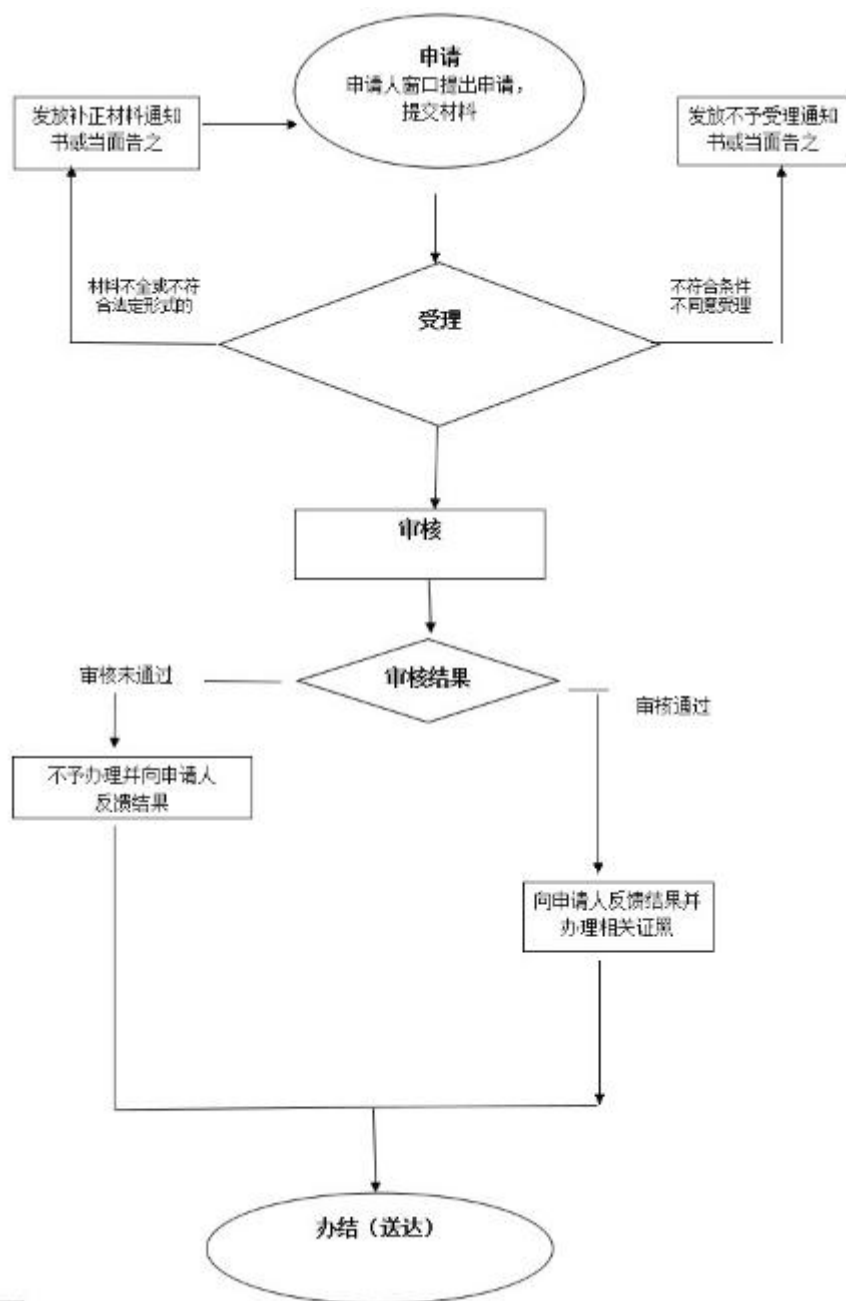 申请
申请人窗口提出申请，
提交材料
发放补正材料通知
书或当面告之
发放不予受理通知
书或当面告之
材料不全或不符
合法定形式的
受理
不符合条件
不同意受理
审核
审核结果
审核未通过
审核通过
不予办理并向申请人
反馈结果
向申请人反馈结果并
办理相关证照
办结（送达）